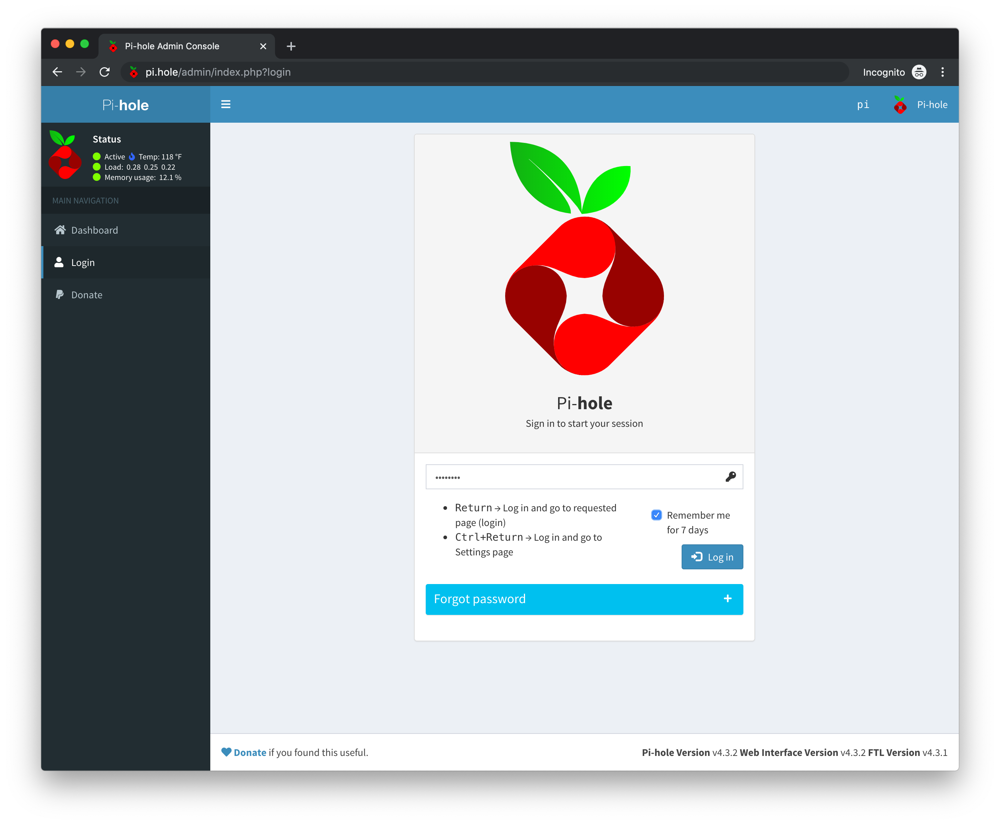 Pi-hole Admin Console
pi.hole/admin/index.php?login
Incognito
Pi-hole
pi
Pi-hole
Status
Active Temp: 118 °F
Load: 0.28 0.25 0.22
Memory usage: 12.1 %
MAIN NAVIGATION
Dashboard
Login
Donate
Pi-hole
Sign in to start your session
••••••••
Return → Log in and go to requested
page (login)
Ctrl+Return → Log in and go to
Settings page
Remember me
for 7 days
Log in
Forgot password
Donate if you found this useful.
Pi-hole Version v4.3.2 Web Interface Version v4.3.2 FTL Version v4.3.1